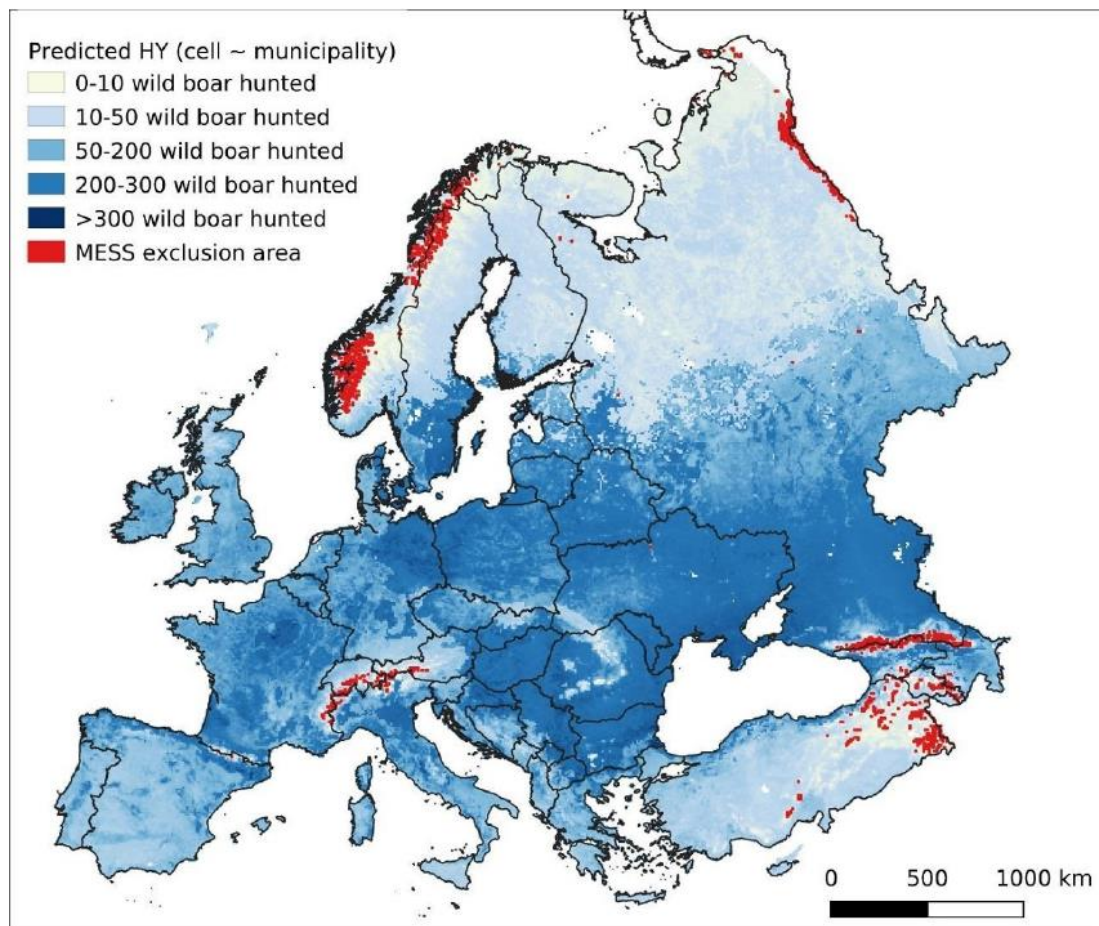 Predicted HY (cell ~ municipality)
0-10 wild boar hunted
10-50 wild boar hunted
50-200 wild boar hunted
200-300 wild boar hunted
>300 wild boar hunted
MESS exclusion area
0 500 1000 km